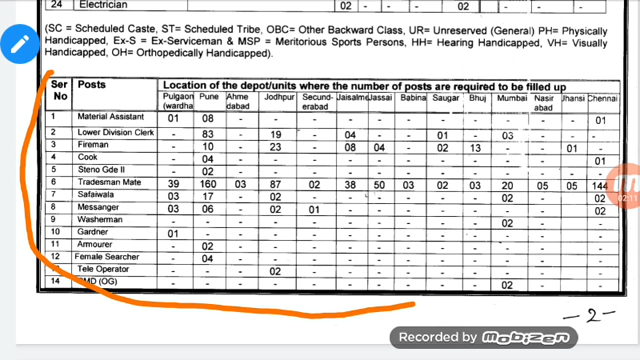 24 Electrician 02 - - - 02 - -
(SC = Scheduled Caste, ST= Scheduled Tribe, OBC= Other Backward Class, UR= Unreserved (General) PH= Physically
Handicapped, Ex-S = Ex-Serviceman & MSP = Meritorious Sports Persons, HH= Hearing Handicapped, VH= Visually
Handicapped, OH= Orthopedically Handicapped).
Ser No Posts Location of the depot/units where the number of posts are required to be filled up
Pulgaon (wardha Pune Ahme dabad Jodhpur Secund- erabad Jaisalme Jassai Babina Saugar Bhuj Mumbai Nasir abad Jhansi Chennai
1 Material Assistant 01 08 - - - - - - - - - - - 01
2 Lower Division Clerk - 83 - 19 - 04 - - 01 - 03 - - -
3 Fireman - 10 - 23 - 08 04 - 02 13 - - 01 -
4 Cook - 04 - - - - - - - - - - - 01
5 Steno Gde II - 02 - - - - - - - - - - - -
6 Tradesman Mate 39 160 03 87 02 38 50 03 02 03 20 05 05 144
7 Safaiwala 03 17 - 02 - - - - - - 02 - - 02
8 Messanger 03 06 - 02 01 - - - - - - - - 02
9 Washerman - - - - - - - - - - 02 - - -
10 Gardner 01 - - - - - - - - - - - - -
11 Armourer - 02 - - - - - - - - - - - -
12 Female Searcher - 04 - - - - - - - - - - - -
Tele Operator - - - 02 - - - - - - - - - -
14 (OG) - - - - - - - - - - 02 - - -
-2-
02:11
Recorded by Mobizen